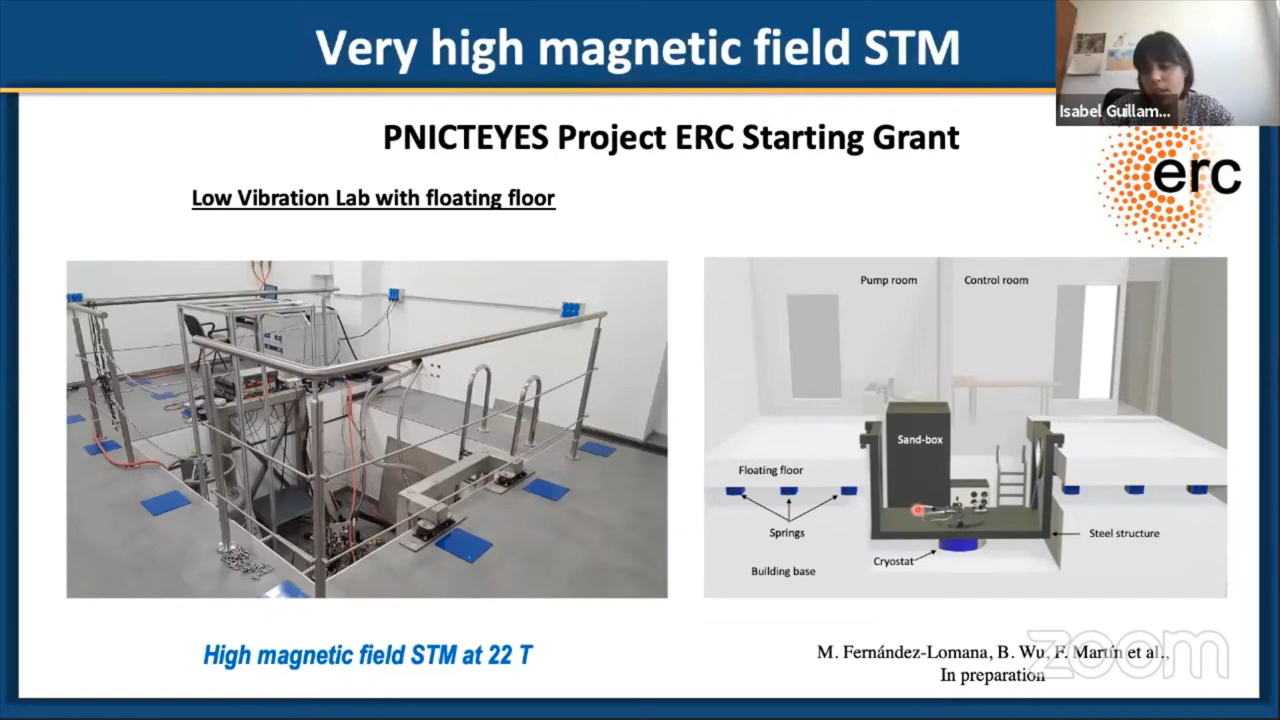 Very high magnetic field STM
Isabel Guillam...
PNICTEYES Project ERC Starting Grant
erc
Low Vibration Lab with floating floor
Pump room
Control room
Sand-box
Floating floor
Springs
Steel structure
Cryostat
Building base
High magnetic field STM at 22 T
M. Fernández-Lomana, B. Wu, F. Martín et al.,
In preparation
zoom